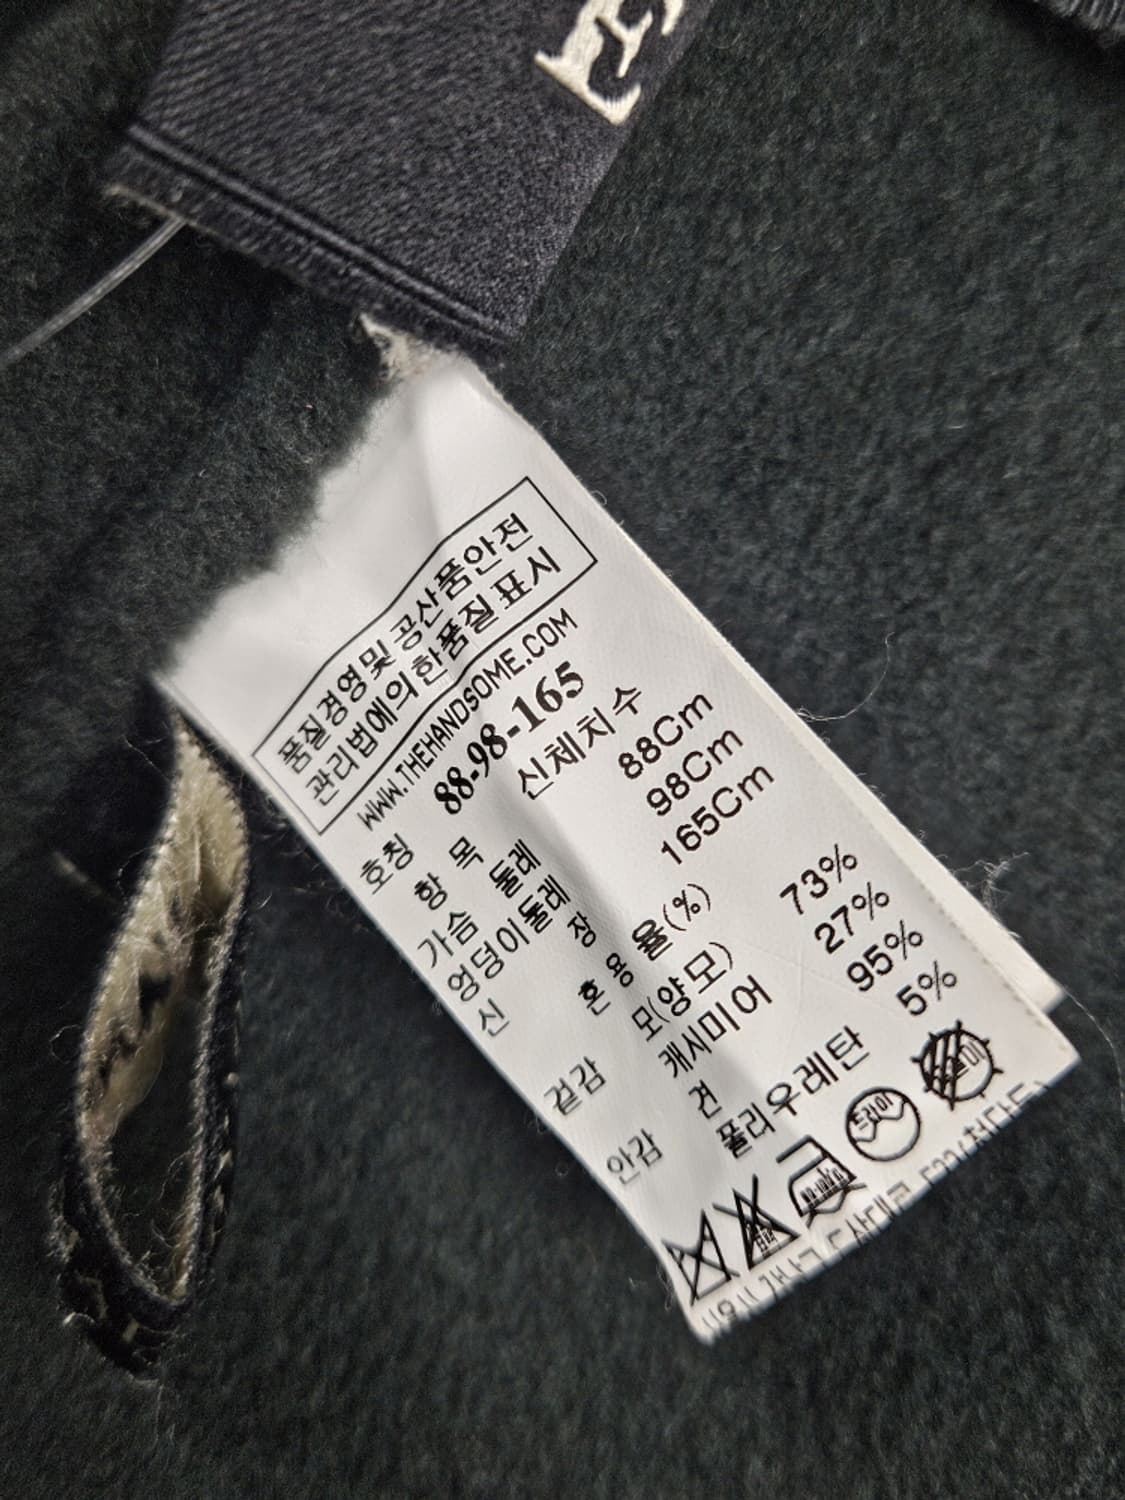 품질경영및 공산품안전
관리법에의한품질표시
WWW.THEHANDSOME.COM
호칭 88-98-165
항 목 신체치수
가슴 둘레 88Cm
엉덩이둘레 98Cm
신 장 165Cm
혼 용 율(%)
겉감 모(양모) 73%
캐시미어 27%
안감 견 95%
폴리우레탄 5%
드라이